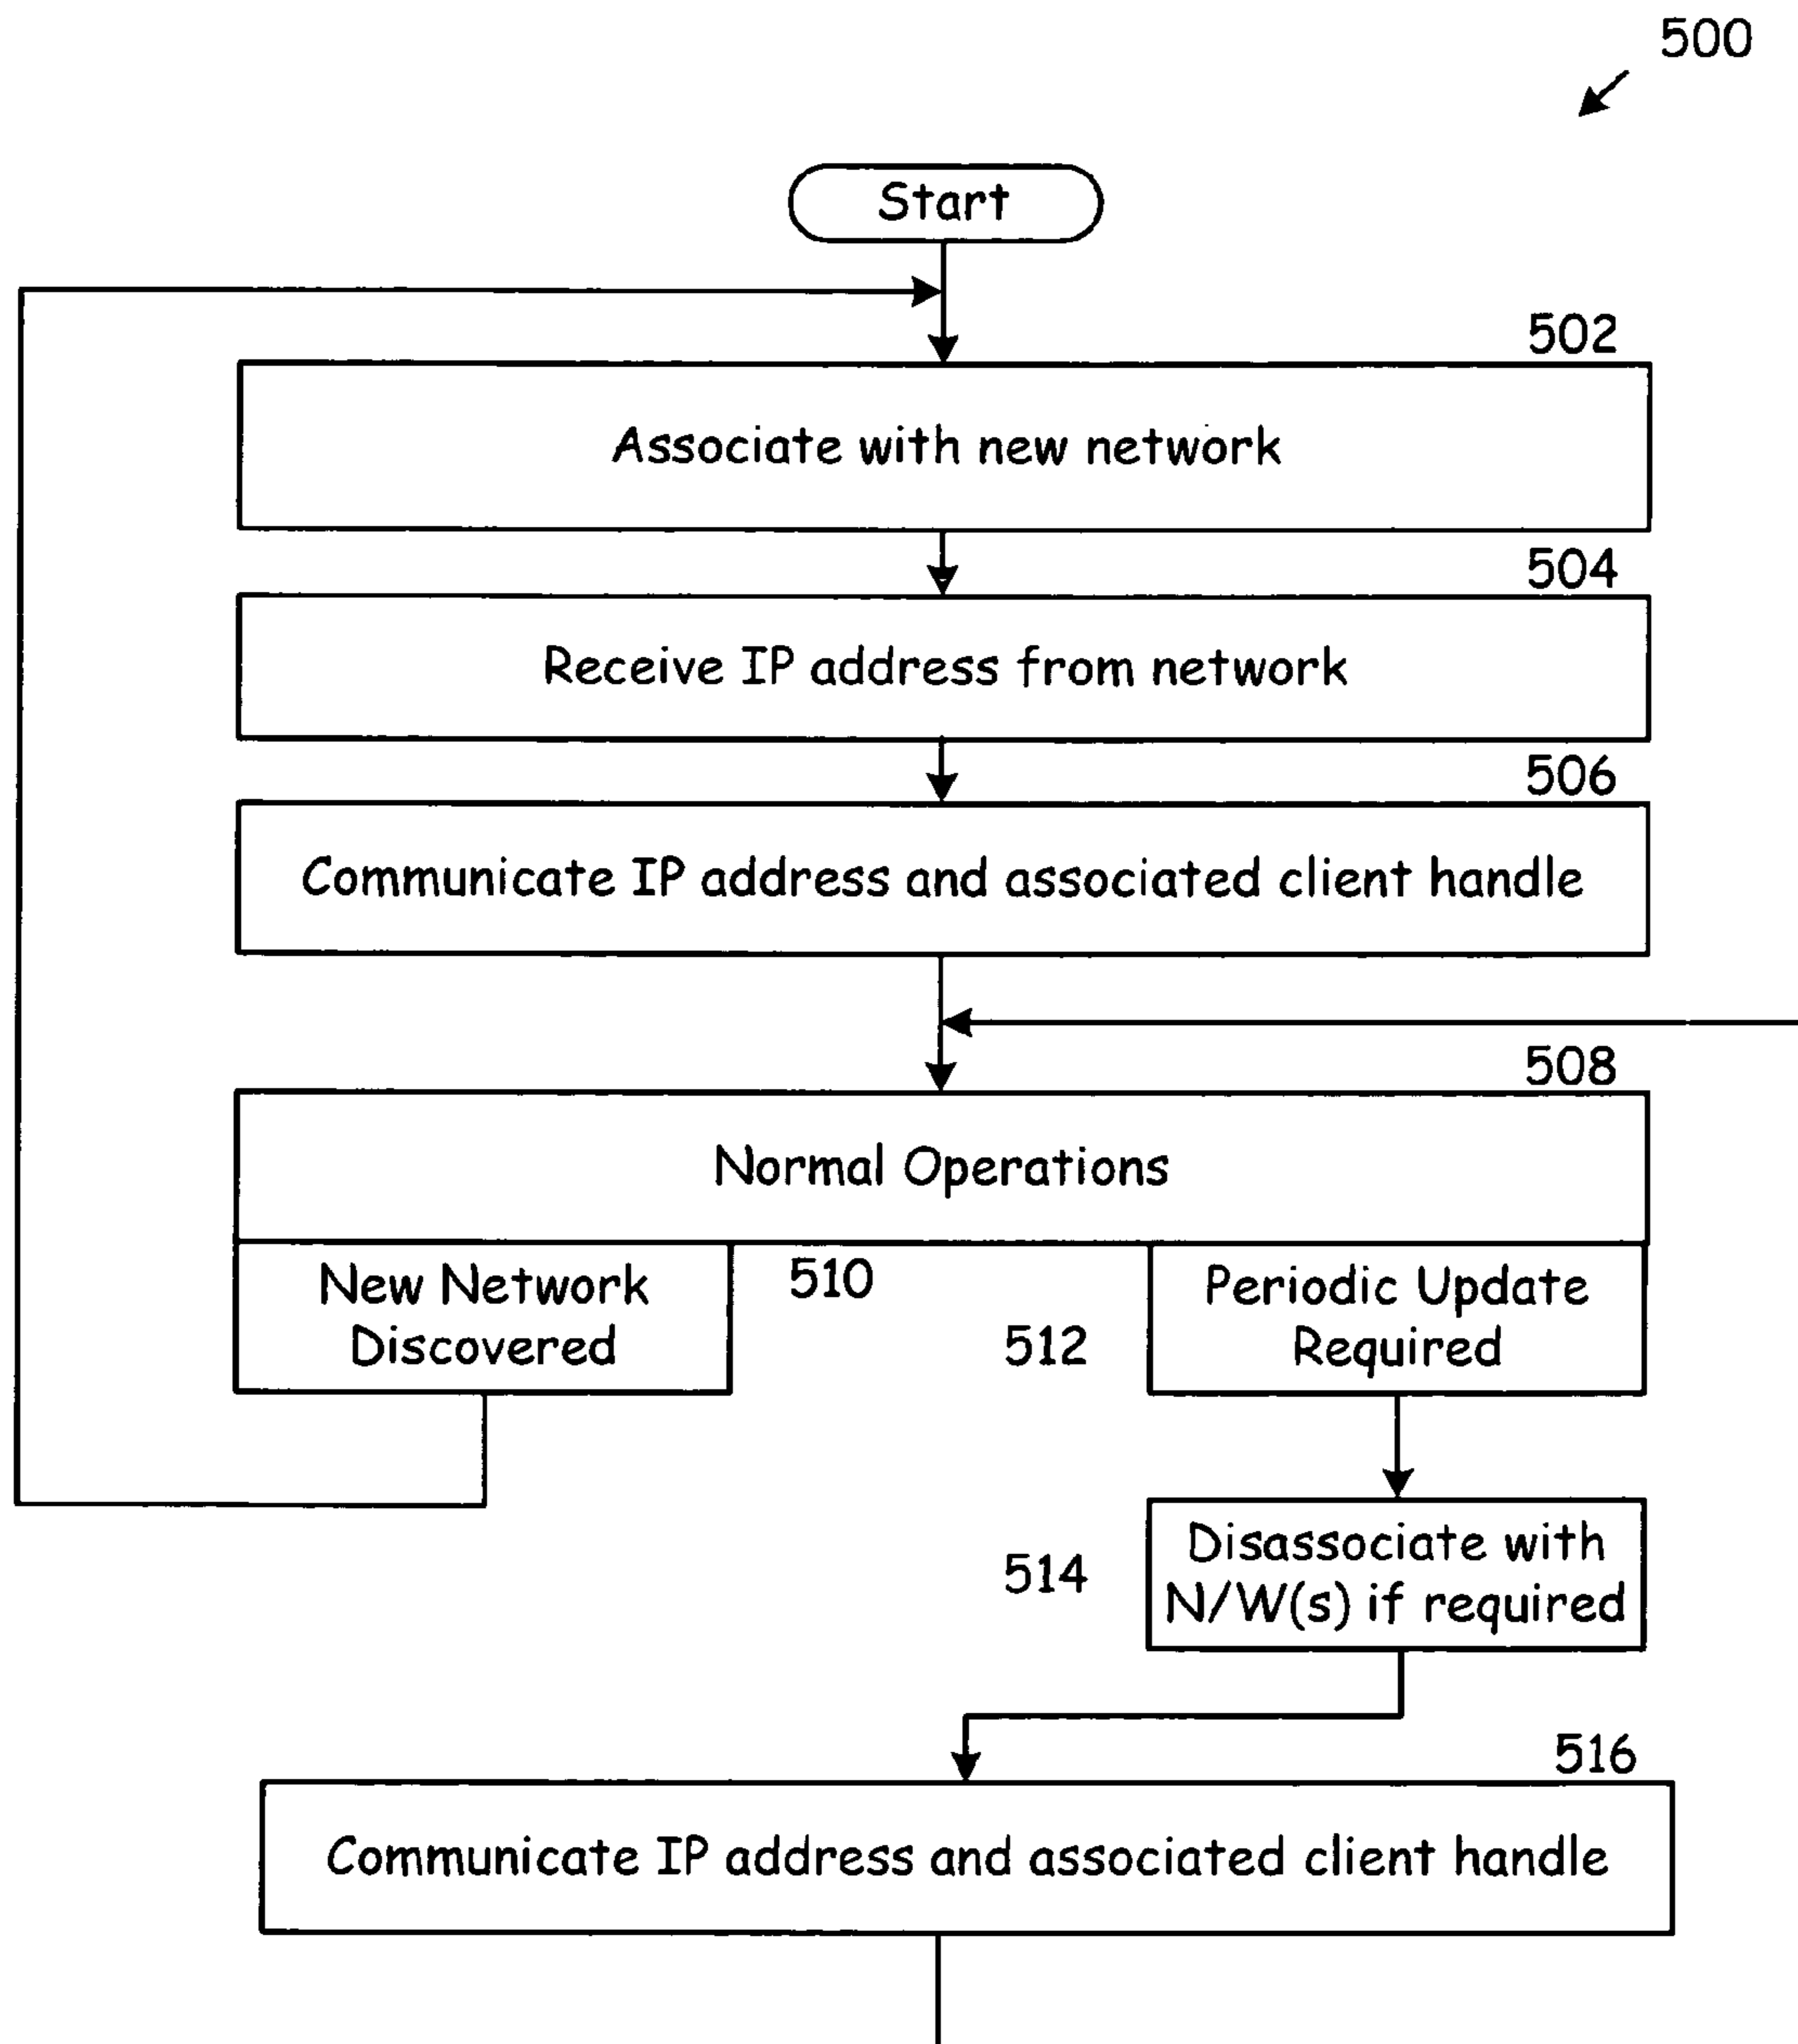 500
Start
502
Associate with new network
504
Receive IP address from network
506
Communicate IP address and associated client handle
508
Normal Operations
New Network
Discovered
510
512
Periodic Update
Required
514
Disassociate with
N/W(s) if required
516
Communicate IP address and associated client handle